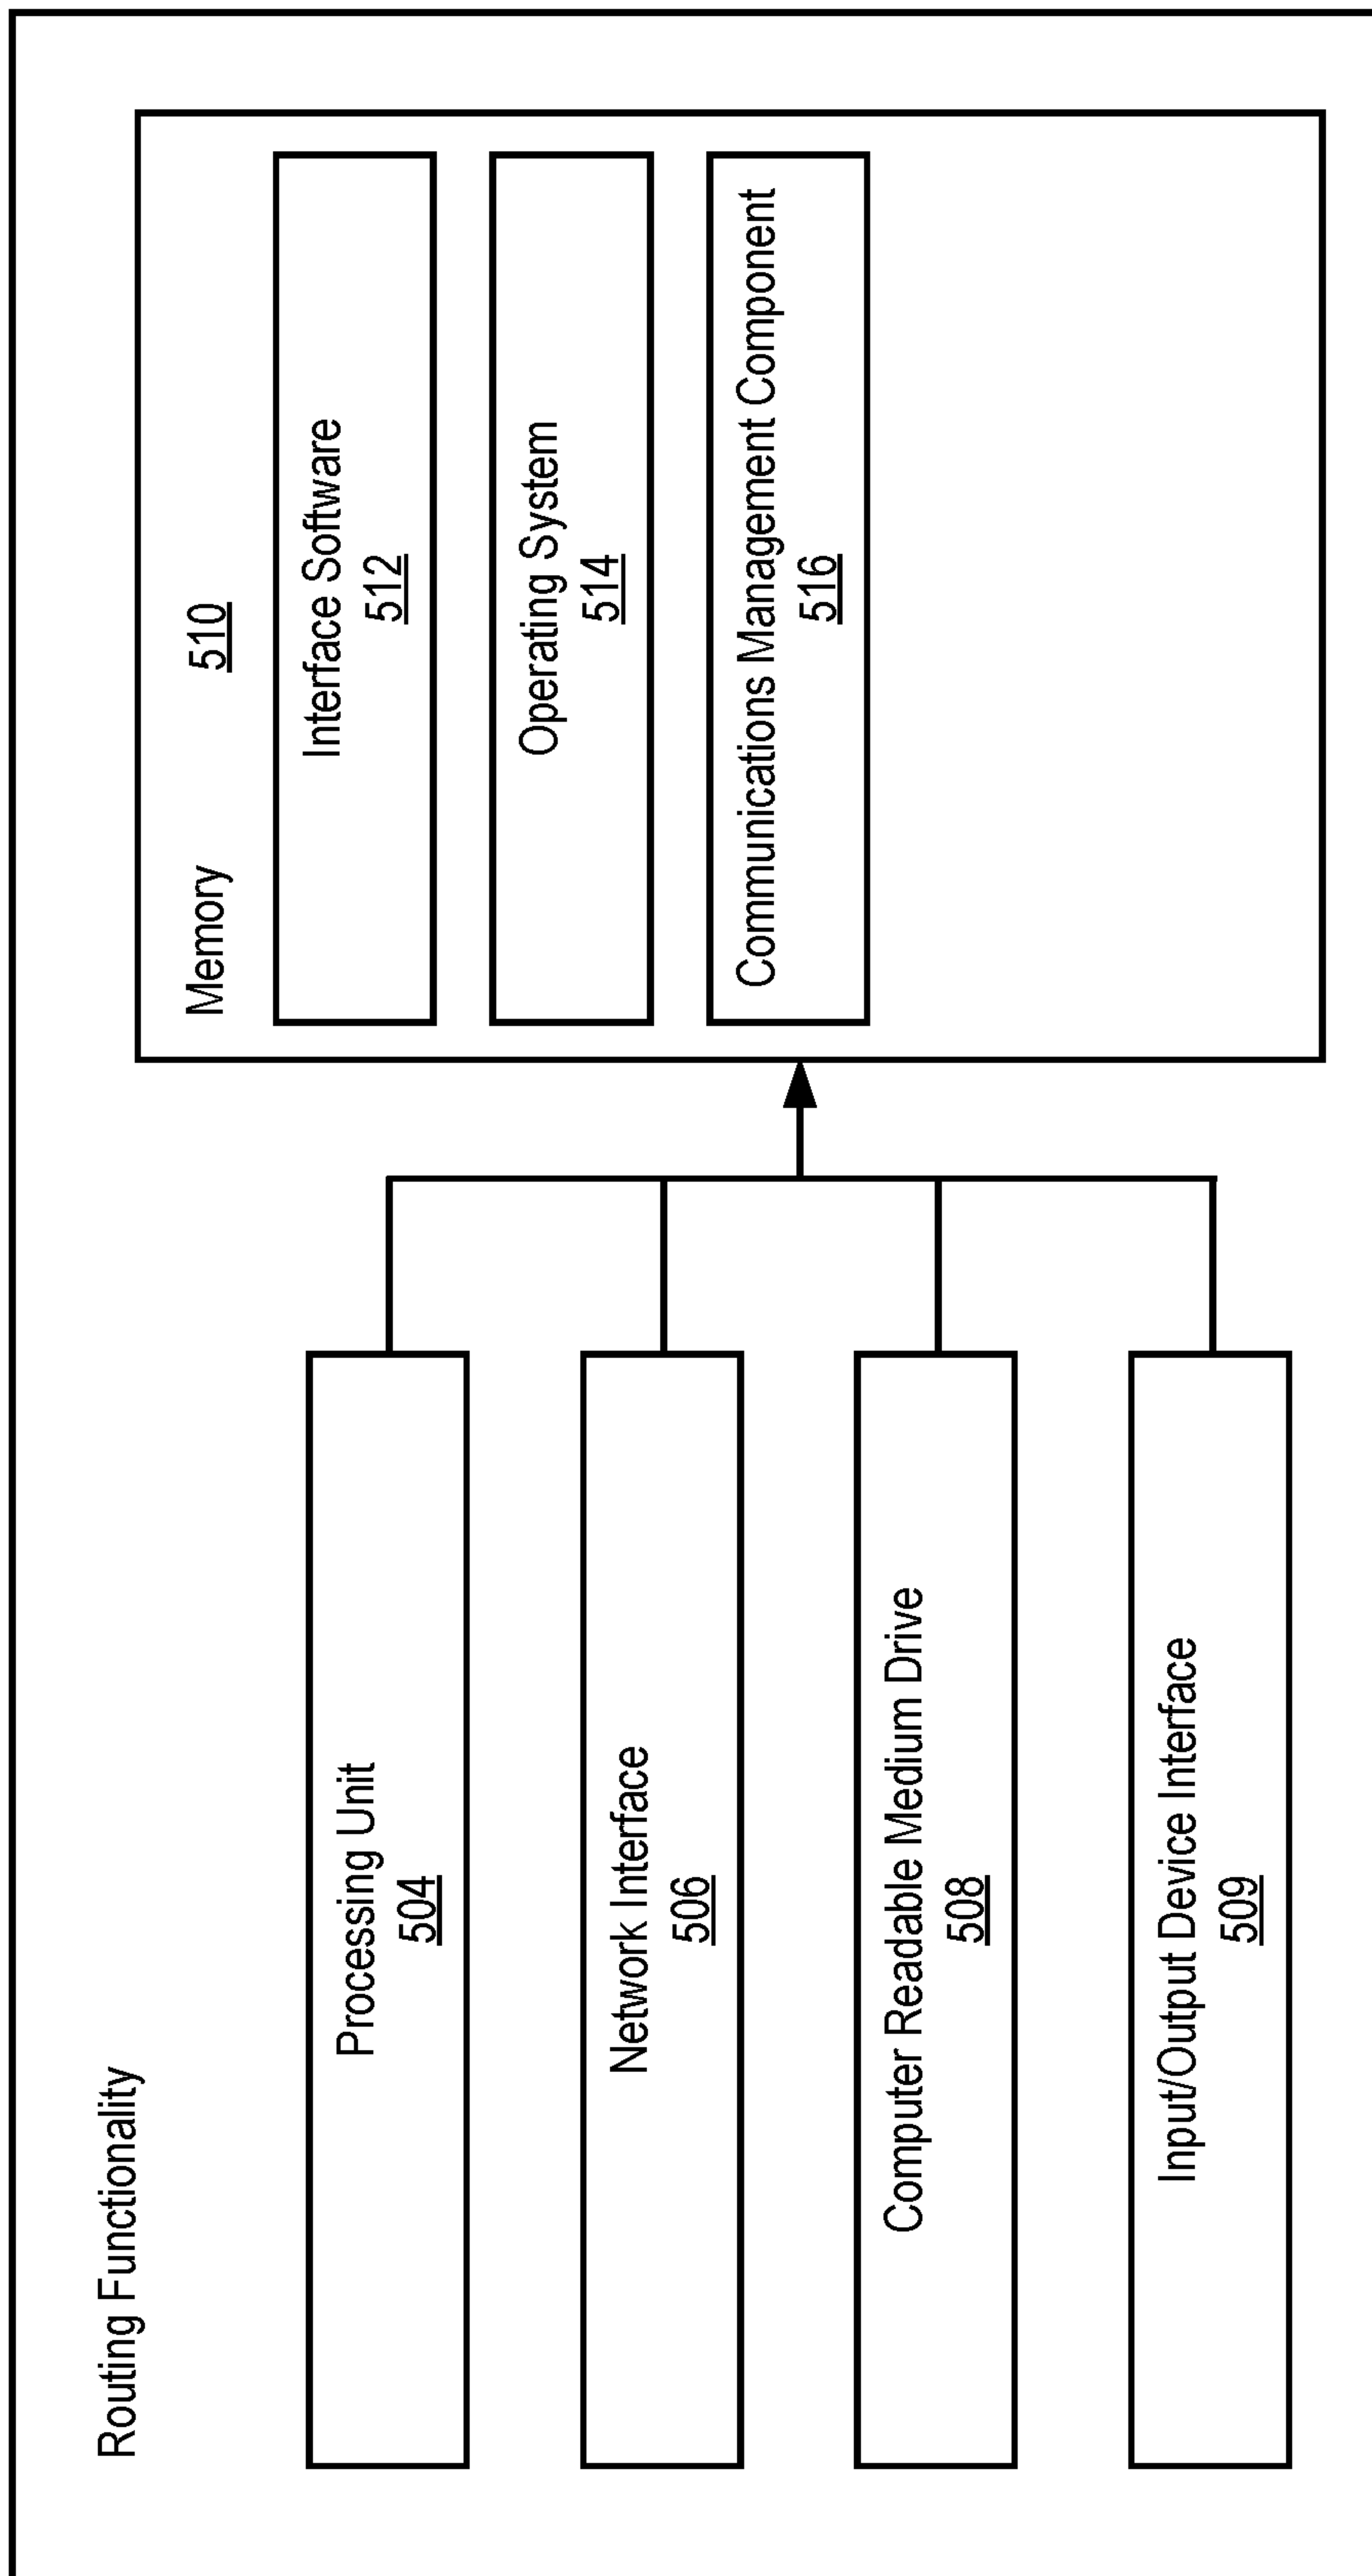 Routing Functionality
Processing Unit
504
Network Interface
506
Computer Readable Medium Drive
508
Input/Output Device Interface
509
Memory 510
Interface Software
512
Operating System
514
Communications Management Component
516